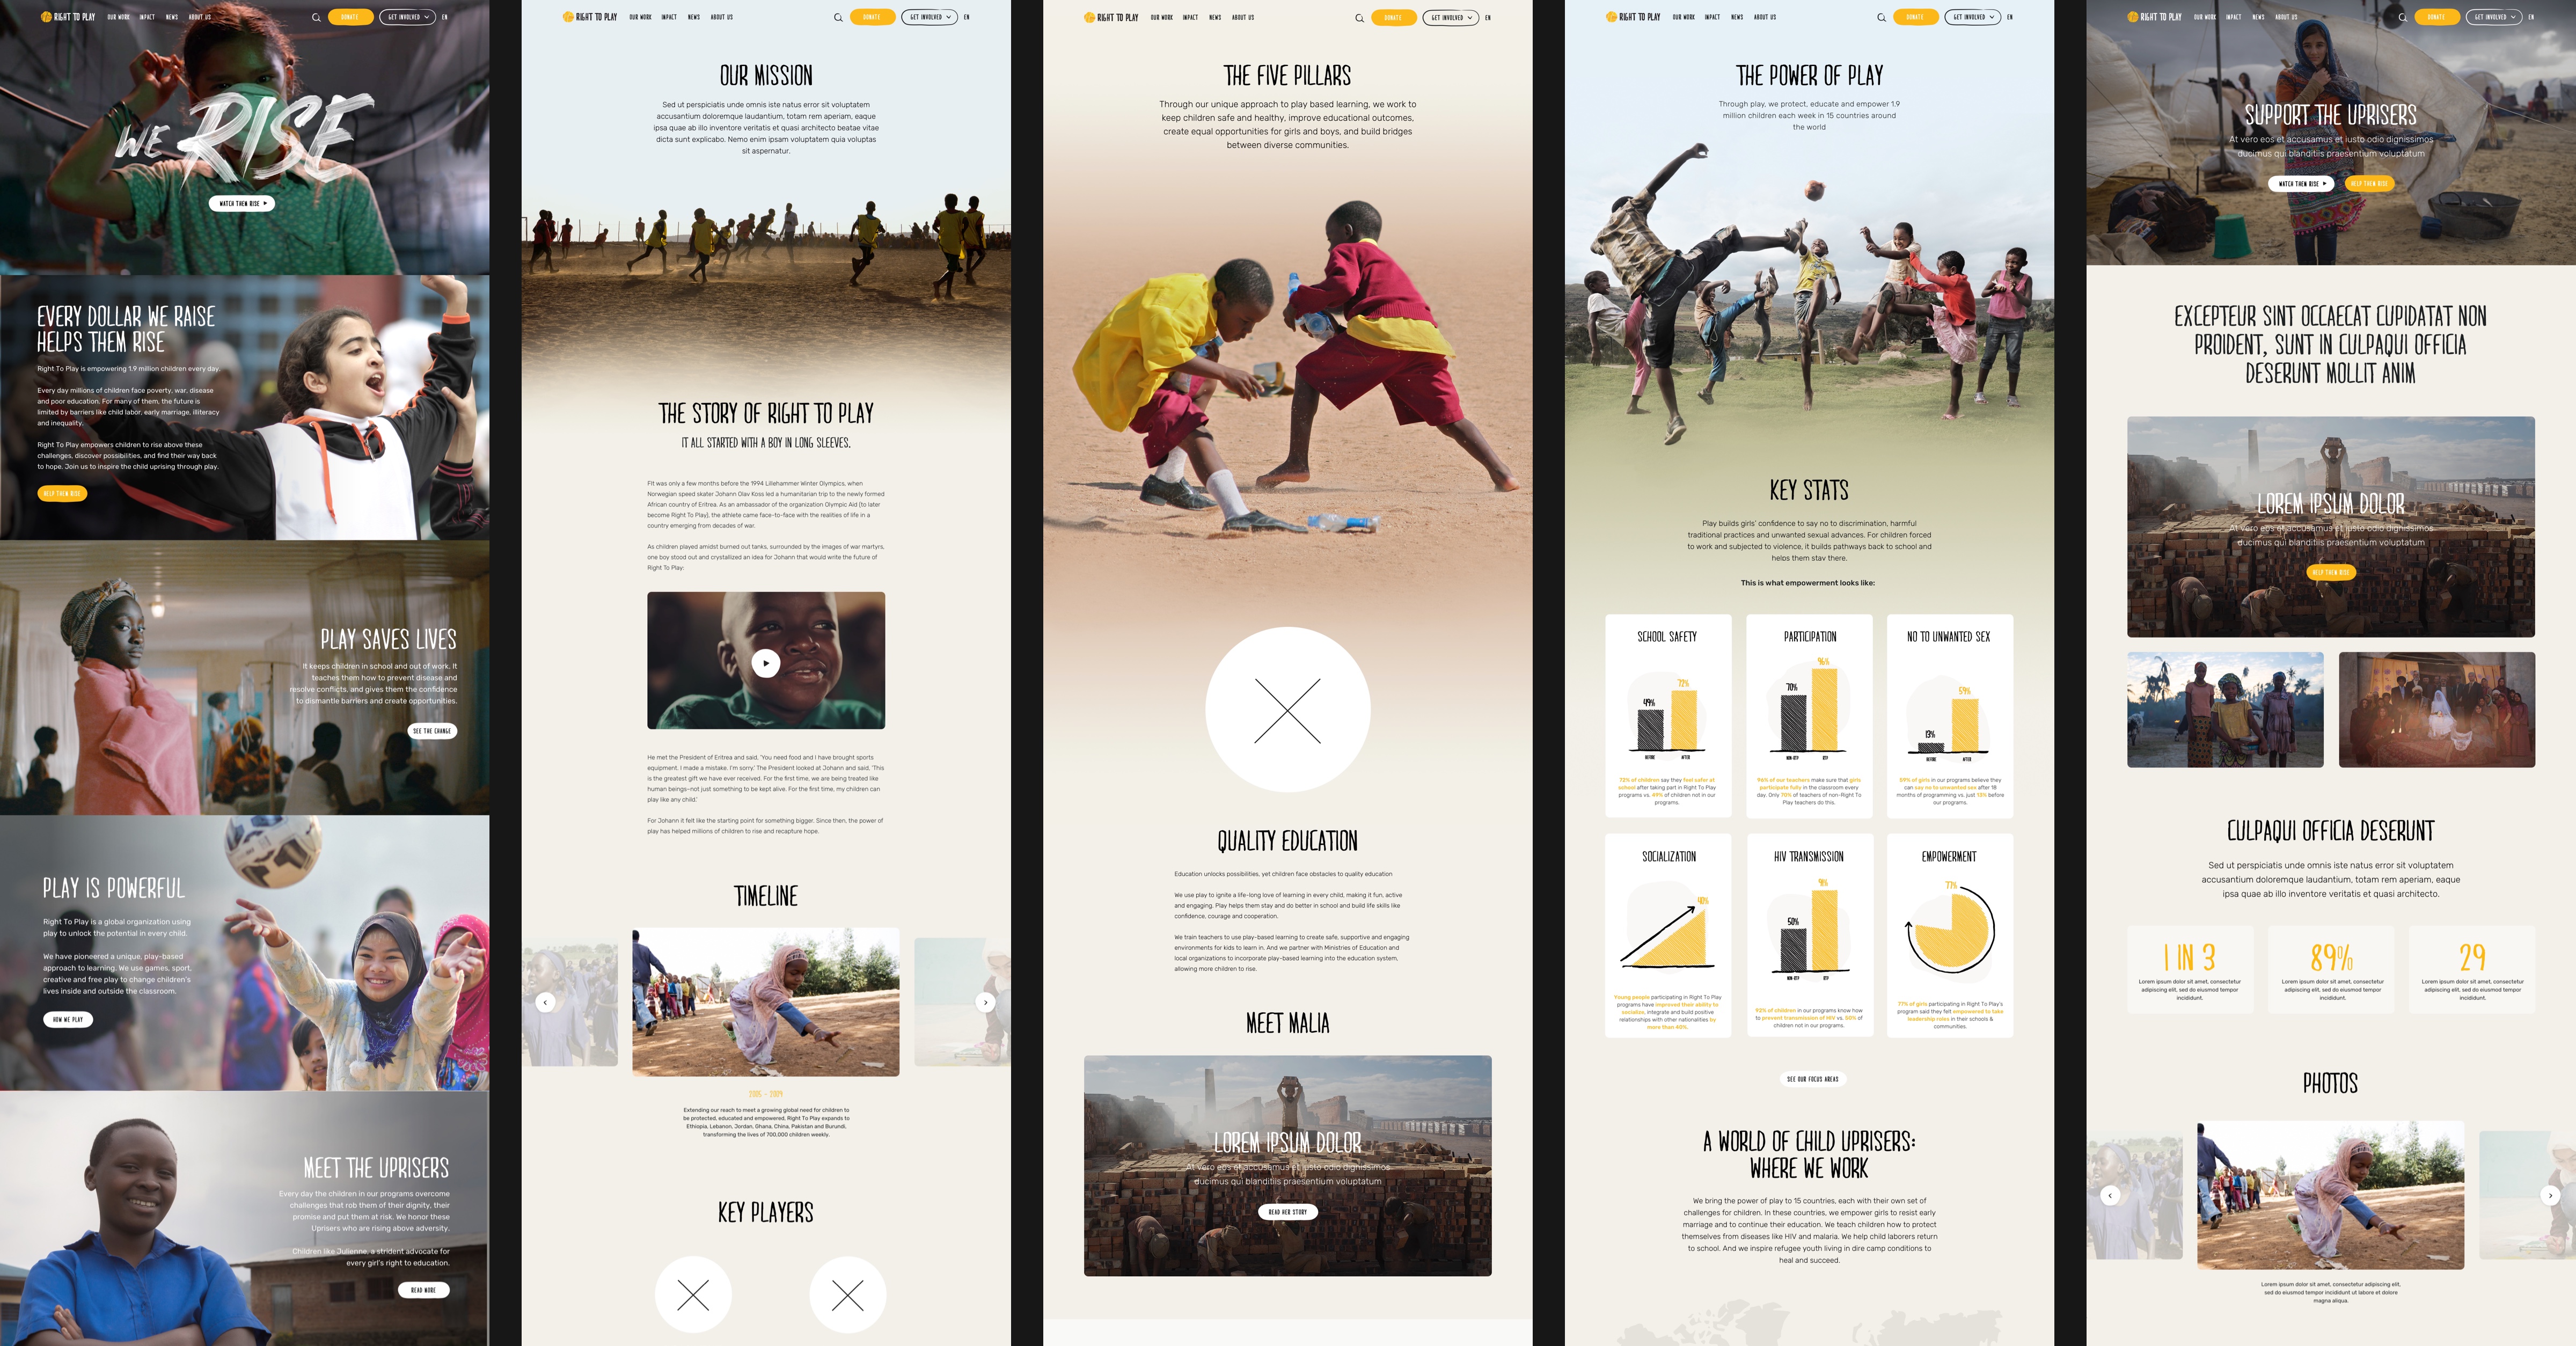 RIGHT TO PLAY OUR WORK IMPACT NEWS ABOUT US DONATE GET INVOLVED EN
WE RISE
WATCH THEM RISE
EVERY DOLLAR WE RAISE
HELPS THEM RISE
Right To Play is empowering 1.9 million children every day.
Every day millions of children face poverty, war, disease
and poor education. For many of them, the future is
limited by barriers like child labor, early marriage, illiteracy
and inequality.
Right To Play empowers children to rise above these
challenges, discover possibilities, and find their way back
to hope. Join us to inspire the child uprising through play.
HELP THEM RISE
PLAY SAVES LIVES
It keeps children in school and out of work. It
teaches them how to prevent disease and
resolve conflicts, and gives them the confidence
to dismantle barriers and create opportunities.
SEE THE CHANGE
PLAY IS POWERFUL
Right To Play is a global organization using
play to unlock the potential in every child.
We have pioneered a unique, play-based
approach to learning. We use games, sport,
creative and free play to change children's
lives inside and outside the classroom.
HOW WE PLAY
MEET THE UPRISERS
Every day the children in our programs overcome
challenges that rob them of their dignity, their
promise and put them at risk. We honor these
Uprisers who are rising above adversity.
Children like Julienne, a strident advocate for
every girl's right to education.
READ MORE
RIGHT TO PLAY OUR WORK IMPACT NEWS ABOUT US DONATE GET INVOLVED EN
OUR MISSION
Sed ut perspiciatis unde omnis iste natus error sit voluptatem
accusantium doloremque laudantium, totam rem aperiam, eaque
ipsa quae ab illo inventore veritatis et quasi architecto beatae vitae
dicta sunt explicabo. Nemo enim ipsam voluptatem quia voluptas
sit aspernatur.
THE STORY OF RIGHT TO PLAY
IT ALL STARTED WITH A BOY IN LONG SLEEVES.
FIt was only a few months before the 1994 Lillehammer Winter Olympics, when
Norwegian speed skater Johann Olav Koss led a humanitarian trip to the newly formed
African country of Eritrea. As an ambassador of the organization Olympic Aid (to later
become Right To Play), the athlete came face-to-face with the realities of life in a
country emerging from decades of war.
As children played amidst burned out tanks, surrounded by the images of war martyrs,
one boy stood out and crystallized an idea for Johann that would write the future of
Right To Play:
He met the President of Eritrea and said, 'You need food and I have brought sports
equipment. I made a mistake. I'm sorry.' The President looked at Johann and said, 'This
is the greatest gift we have ever received. For the first time, we are being treated like
human beings–not just something to be kept alive. For the first time, my children can
play like any child.'
For Johann it felt like the starting point for something bigger. Since then, the power of
play has helped millions of children to rise and recapture hope.
TIMELINE
2005 - 2009
Extending our reach to meet a growing global need for children to
be protected, educated and empowered, Right To Play expands to
Ethiopia, Lebanon, Jordan, Ghana, China, Pakistan and Burundi,
transforming the lives of 700,000 children weekly.
KEY PLAYERS
RIGHT TO PLAY OUR WORK IMPACT NEWS ABOUT US DONATE GET INVOLVED EN
THE FIVE PILLARS
Through our unique approach to play based learning, we work to
keep children safe and healthy, improve educational outcomes,
create equal opportunities for girls and boys, and build bridges
between diverse communities.
QUALITY EDUCATION
Education unlocks possibilities, yet children face obstacles to quality education
We use play to ignite a life-long love of learning in every child, making it fun, active
and engaging. Play helps them stay and do better in school and build life skills like
confidence, courage and cooperation.
We train teachers to use play-based learning to create safe, supportive and engaging
environments for kids to learn in. And we partner with Ministries of Education and
local organizations to incorporate play-based learning into the education system,
allowing more children to rise.
MEET MALIA
LOREM IPSUM DOLOR
At vero eos et accusamus et iusto odio dignissimos
ducimus qui blanditiis praesentium voluptatum
READ HER STORY
RIGHT TO PLAY OUR WORK IMPACT NEWS ABOUT US DONATE GET INVOLVED EN
THE POWER OF PLAY
Through play, we protect, educate and empower 1.9
million children each week in 15 countries around
the world
KEY STATS
Play builds girls' confidence to say no to discrimination, harmful
traditional practices and unwanted sexual advances. For children forced
to work and subjected to violence, it builds pathways back to school and
helps them stay there.
This is what empowerment looks like:
SCHOOL SAFETY
49% 72%
BEFORE AFTER
72% of children say they feel safer at
school after taking part in Right To Play
programs vs. 49% of children not in our
programs.
PARTICIPATION
70% 96%
NON-RTP RTP
96% of our teachers make sure that girls
participate fully in the classroom every
day. Only 70% of teachers of non-Right To
Play teachers do this.
NO TO UNWANTED SEX
13% 59%
BEFORE AFTER
59% of girls in our programs believe they
can say no to unwanted sex after 18
months of programming vs. just 13% before
our programs.
SOCIALIZATION
40%
Young people participating in Right To Play
programs have improved their ability to
socialize, integrate and build positive
relationships with other nationalities by
more than 40%.
HIV TRANSMISSION
50%
NON-RTP RTP
93% of children in our programs know how
to prevent transmission of HIV vs. 50% of
children not in our programs.
EMPOWERMENT
77%
77% of girls participating in Right To Play's
program said they felt empowered to take
leadership roles in their schools &
communities.
SEE OUR FOCUS AREAS
A WORLD OF CHILD UPRISERS:
WHERE WE WORK
We bring the power of play to 15 countries, each with their own set of
challenges for children. In these countries, we empower girls to resist early
marriage and to continue their education. We teach children how to protect
themselves from diseases like HIV and malaria. We help child laborers return
to school. And we inspire refugee youth living in dire camp conditions to
heal and succeed.
RIGHT TO PLAY OUR WORK IMPACT NEWS ABOUT US DONATE GET INVOLVED EN
SUPPORT THE UPRISERS
At vero eos et accusamus et iusto odio dignissimos
ducimus qui blanditiis praesentium voluptatum
WATCH THEM RISE HELP THEM RISE
EXCEPTEUR SINT OCCAECAT CUPIDATAT NON
PROIDENT, SUNT IN CULPAQUI OFFICIA
DESERUNT MOLLIT ANIM
LOREM IPSUM DOLOR
At vero eos et accusamus et iusto odio dignissimos
ducimus qui blanditiis praesentium voluptatum
HELP THEM RISE
CULPAQUI OFFICIA DESERUNT
Sed ut perspiciatis unde omnis iste natus error sit voluptatem
accusantium doloremque laudantium, totam rem aperiam, eaque
ipsa quae ab illo inventore veritatis et quasi architecto.
1 IN 3
Lorem ipsum dolor sit amet, consectetur
adipiscing elit, sed do eiusmod tempor
incididunt.
89%
Lorem ipsum dolor sit amet, consectetur
adipiscing elit, sed do eiusmod tempor
incididunt.
29
Lorem ipsum dolor sit amet, consectetur
adipiscing elit, sed do eiusmod tempor
incididunt.
PHOTOS
Lorem ipsum dolor sit amet, consectetur adipiscing elit,
sed do eiusmod tempor incididunt ut labore et dolore
magna aliqua.